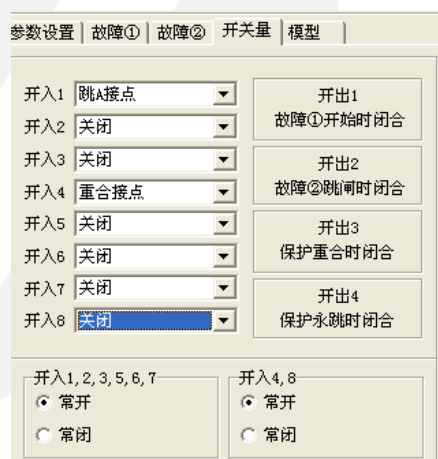 参数设置 故障① 故障② 开关量 模型
开入1 跳A接点
开入2 关闭
开入3 关闭
开入4 重合接点
开入5 关闭
开入6 关闭
开入7 关闭
开入8 关闭
开出1
故障①开始时闭合
开出2
故障②跳闸时闭合
开出3
保护重合时闭合
开出4
保护永跳时闭合
开入1,2,3,5,6,7
常开
常闭
开入4,8
常开
常闭